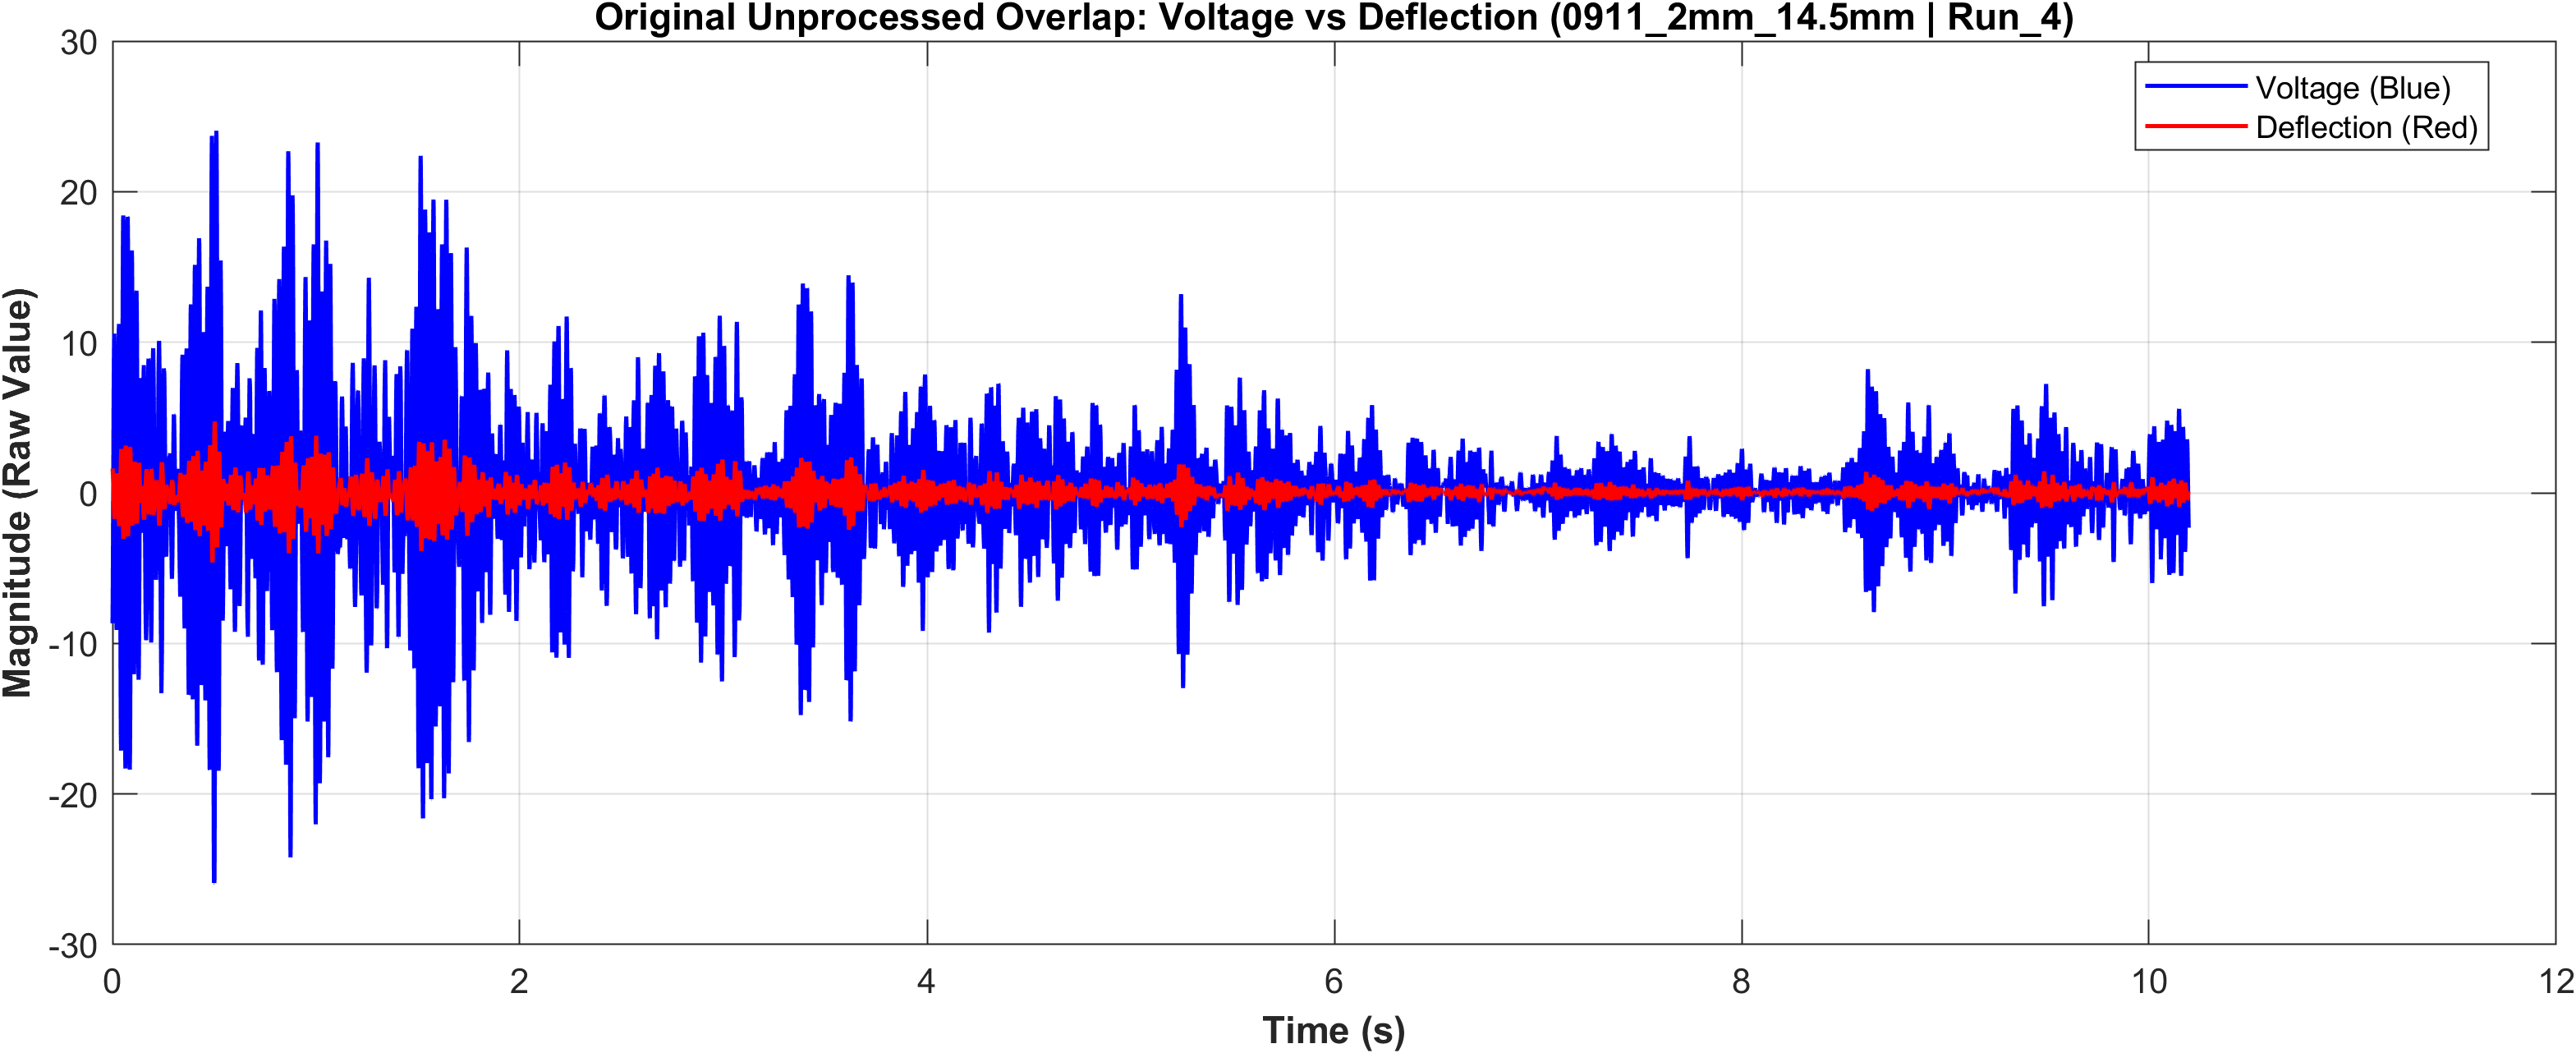 Original Unprocessed Overlap: Voltage vs Deflection (0911_2mm_14.5mm | Run_4)
Voltage (Blue)
Deflection (Red)
Magnitude (Raw Value)
30
20
10
0
-10
-20
-30
0
2
4
6
8
10
12
Time (s)